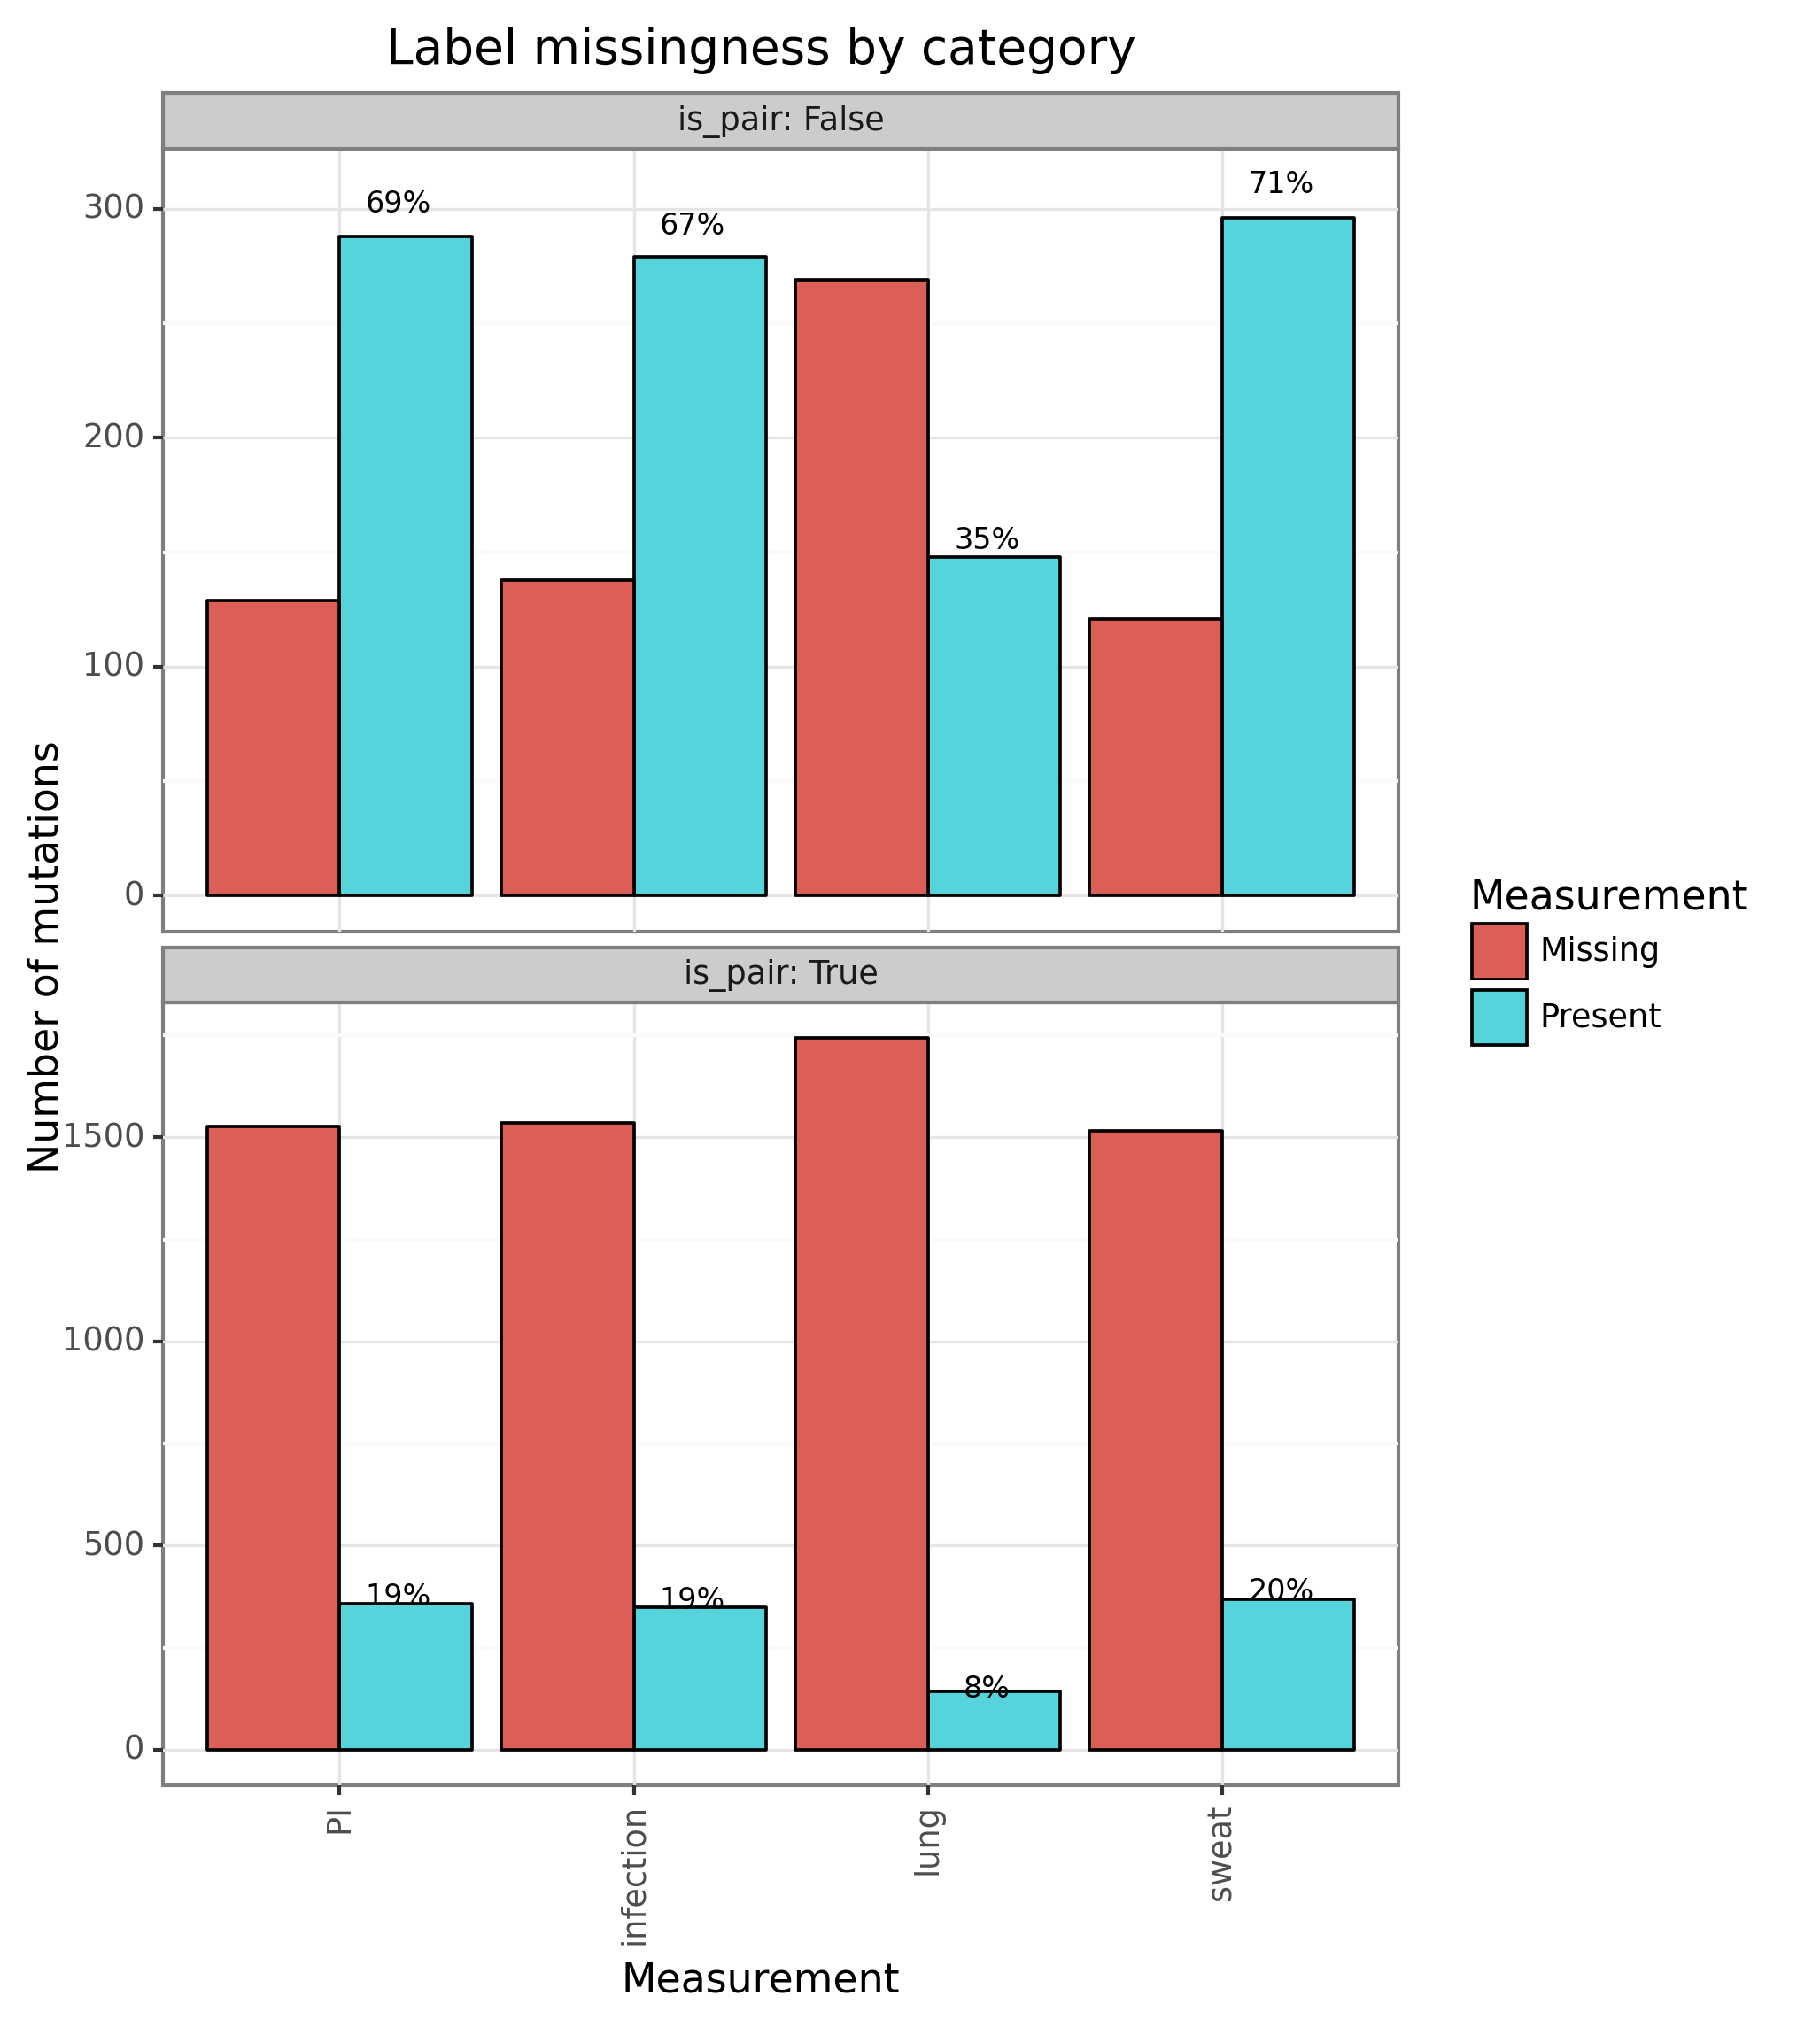 Label missingness by category
is_pair: False
69%
67%
35%
71%
300
200
100
0
is_pair: True
19%
19%
8%
20%
1500
1000
500
0
PI
infection
lung
sweat
Measurement
Number of mutations
Measurement
Missing
Present